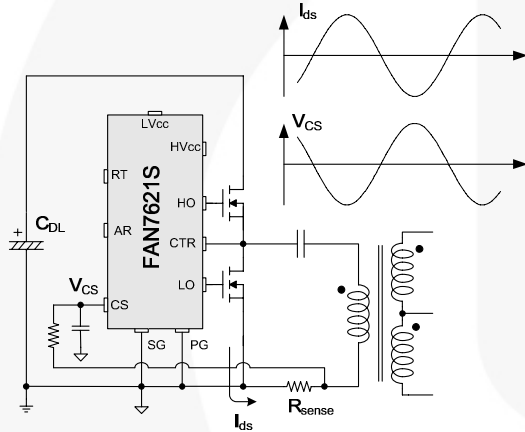 Ids
VCS
LVcc
HVcc
RT
HO
FAN7621S
CDL
+
AR
CTR
LO
VCS
CS
SG
PG
Rsense
Ids